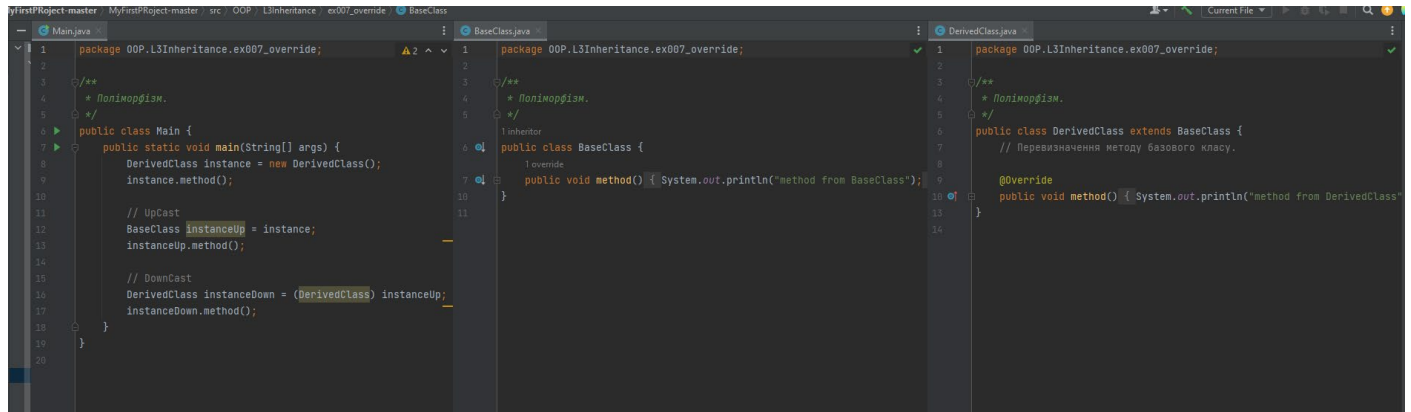 yFirstPRoject-master MyFirstPRoject-master src OOP L3Inheritance ex007_override BaseClass
Current File
Main.java
1 package OOP.L3Inheritance.ex007_override; 2
2
3 /**
4 * Поліморфізм.
5 */
6 public class Main {
7 public static void main(String[] args) {
8 DerivedClass instance = new DerivedClass();
9 instance.method();
10
11 // UpCast
12 BaseClass instanceUp = instance;
13 instanceUp.method();
14
15 // DownCast
16 DerivedClass instanceDown = (DerivedClass) instanceUp;
17 instanceDown.method();
18 }
19 }
20
BaseClass.java
1 package OOP.L3Inheritance.ex007_override;
2
3 /**
4 * Поліморфізм.
5 */
1 inheritor
6 public class BaseClass {
1 override
7 public void method() { System.out.println("method from BaseClass");
10 }
11
DerivedClass.java
1 package OOP.L3Inheritance.ex007_override;
2
3 /**
4 * Поліморфізм.
5 */
6 public class DerivedClass extends BaseClass {
7 // Перевизначення методу базового класу.
8
9 @Override
10 public void method() { System.out.println("method from DerivedClass"
13 }
14